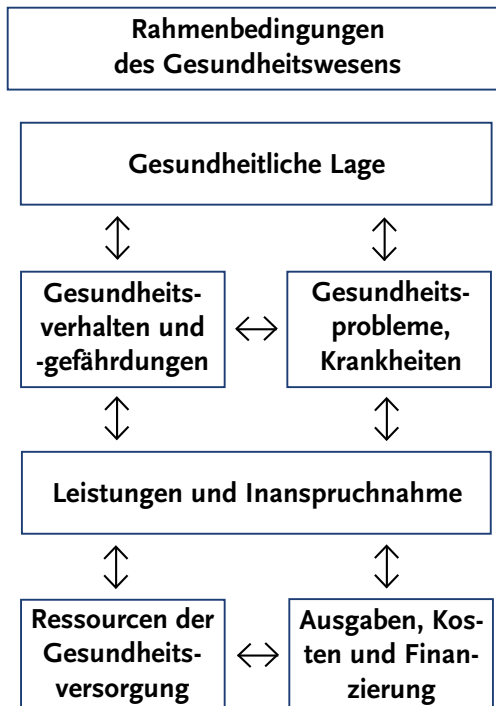 Rahmenbedingungen
des Gesundheitswesens
Gesundheitliche Lage
Gesundheits-
verhalten und
-gefährdungen
Gesundheits-
probleme,
Krankheiten
Leistungen und Inanspruchnahme
Ressourcen der
Gesundheits-
versorgung
Ausgaben, Kos-
ten und Finan-
zierung